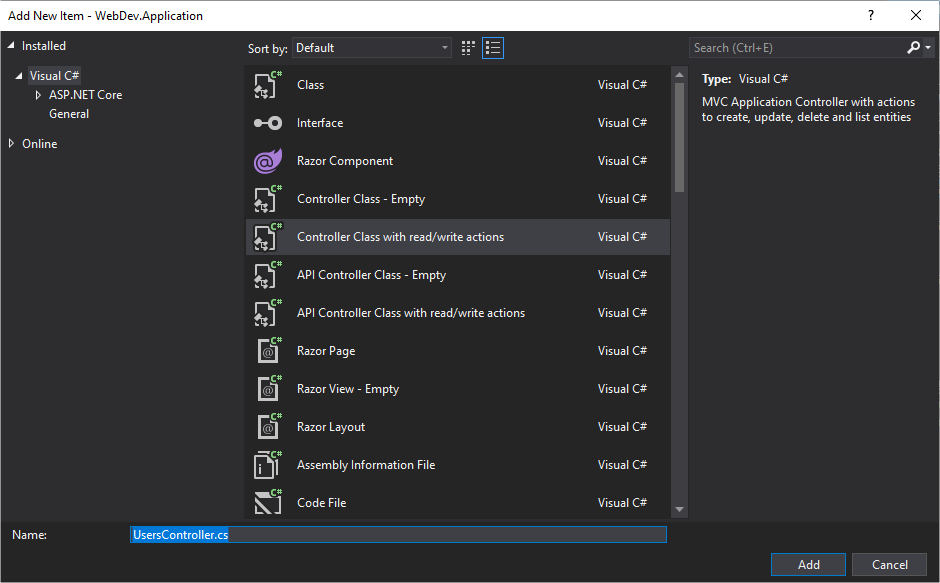 Add New Item - WebDev.Application
?
Installed
Sort by: Default
Search (Ctrl+E)
Visual C#
ASP.NET Core
General
Online
C# Class Visual C#
Interface Visual C#
@ Razor Component Visual C#
C# Controller Class - Empty Visual C#
C# Controller Class with read/write actions Visual C#
C# API Controller Class - Empty Visual C#
C# API Controller Class with read/write actions Visual C#
C# @ Razor Page Visual C#
C# @ Razor View - Empty Visual C#
C# @ Razor Layout Visual C#
C# i Assembly Information File Visual C#
C# Code File Visual C#
Type: Visual C#
MVC Application Controller with actions
to create, update, delete and list entities
Name: UsersController.cs
Add Cancel